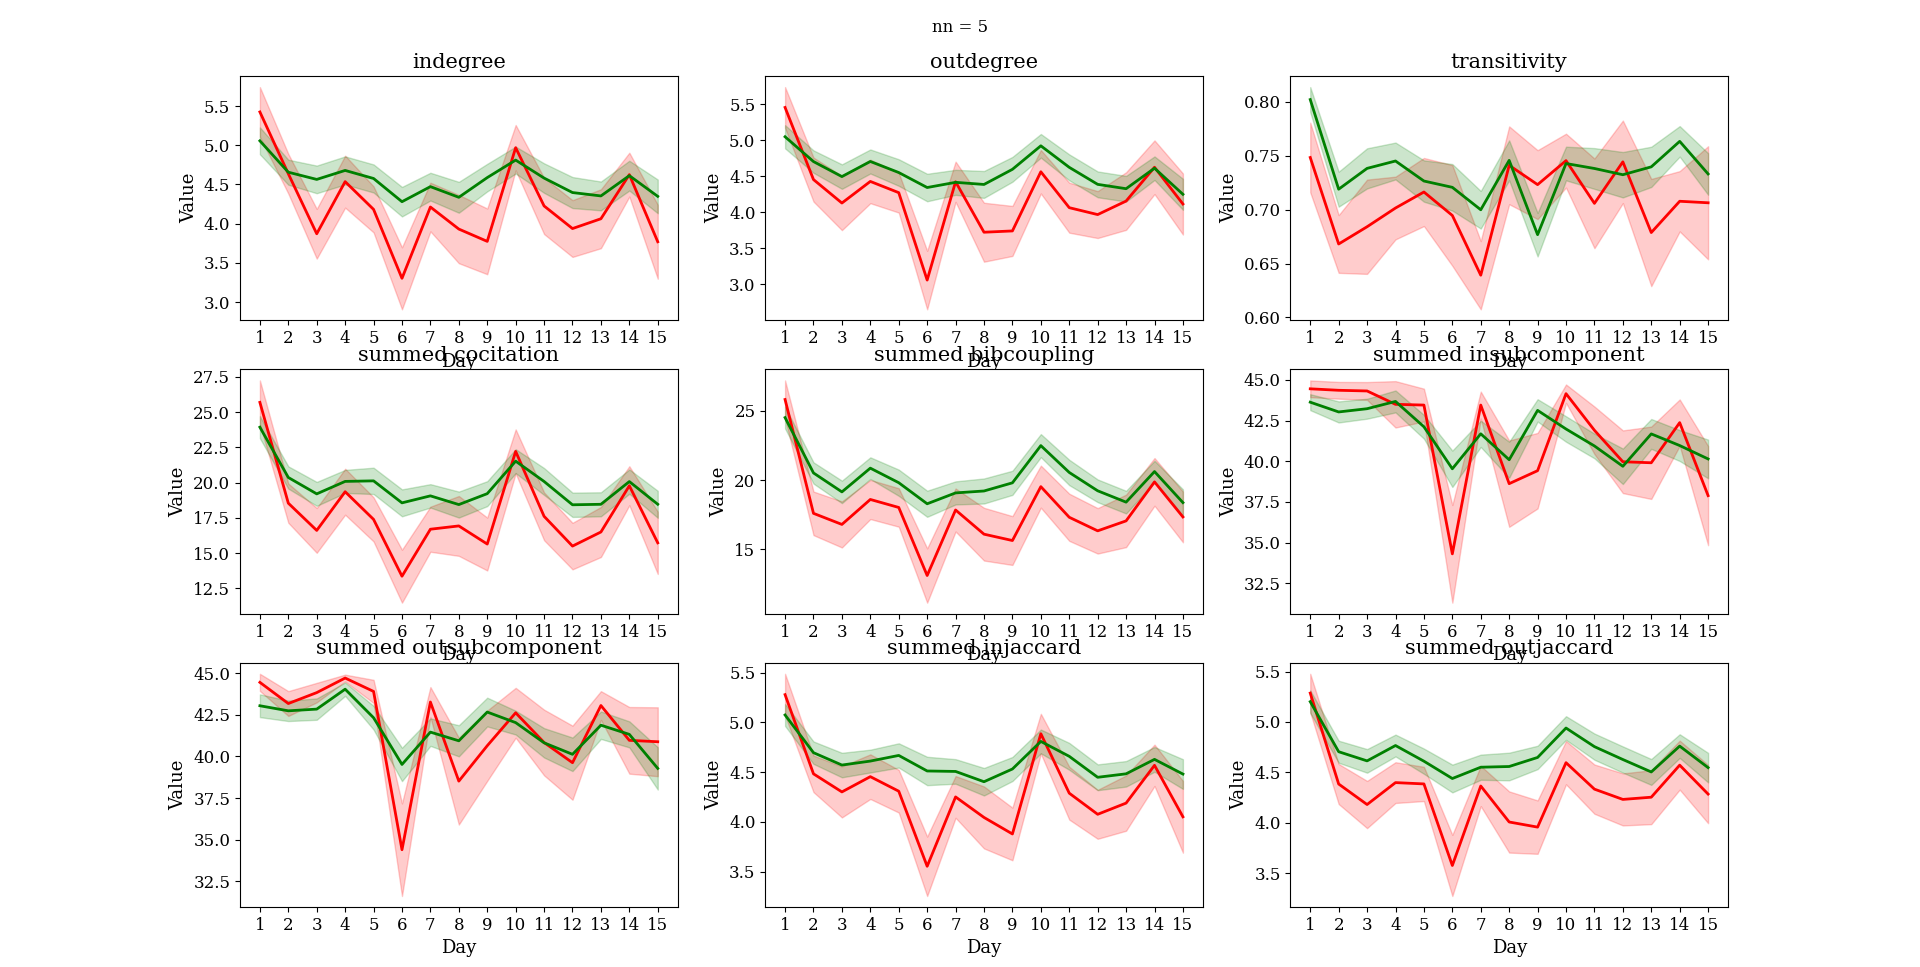 nn = 5
indegree
outdegree
transitivity
Value
5.5
5.0
4.5
4.0
3.5
3.0
1 2 3 4 5 6 7 8 9 10 11 12 13 14 15
Day
Value
5.5
5.0
4.5
4.0
3.5
3.0
1 2 3 4 5 6 7 8 9 10 11 12 13 14 15
Day
Value
0.80
0.75
0.70
0.65
0.60
1 2 3 4 5 6 7 8 9 10 11 12 13 14 15
Day
summed cocitation
summed bibcoupling
summed insubcomponent
Value
27.5
25.0
22.5
20.0
17.5
15.0
12.5
1 2 3 4 5 6 7 8 9 10 11 12 13 14 15
Day
Value
25
20
15
1 2 3 4 5 6 7 8 9 10 11 12 13 14 15
Day
Value
45.0
42.5
40.0
37.5
35.0
32.5
1 2 3 4 5 6 7 8 9 10 11 12 13 14 15
Day
summed outsubcomponent
summed injaccard
summed outjaccard
Value
45.0
42.5
40.0
37.5
35.0
32.5
1 2 3 4 5 6 7 8 9 10 11 12 13 14 15
Day
Value
5.5
5.0
4.5
4.0
3.5
1 2 3 4 5 6 7 8 9 10 11 12 13 14 15
Day
Value
5.5
5.0
4.5
4.0
3.5
1 2 3 4 5 6 7 8 9 10 11 12 13 14 15
Day